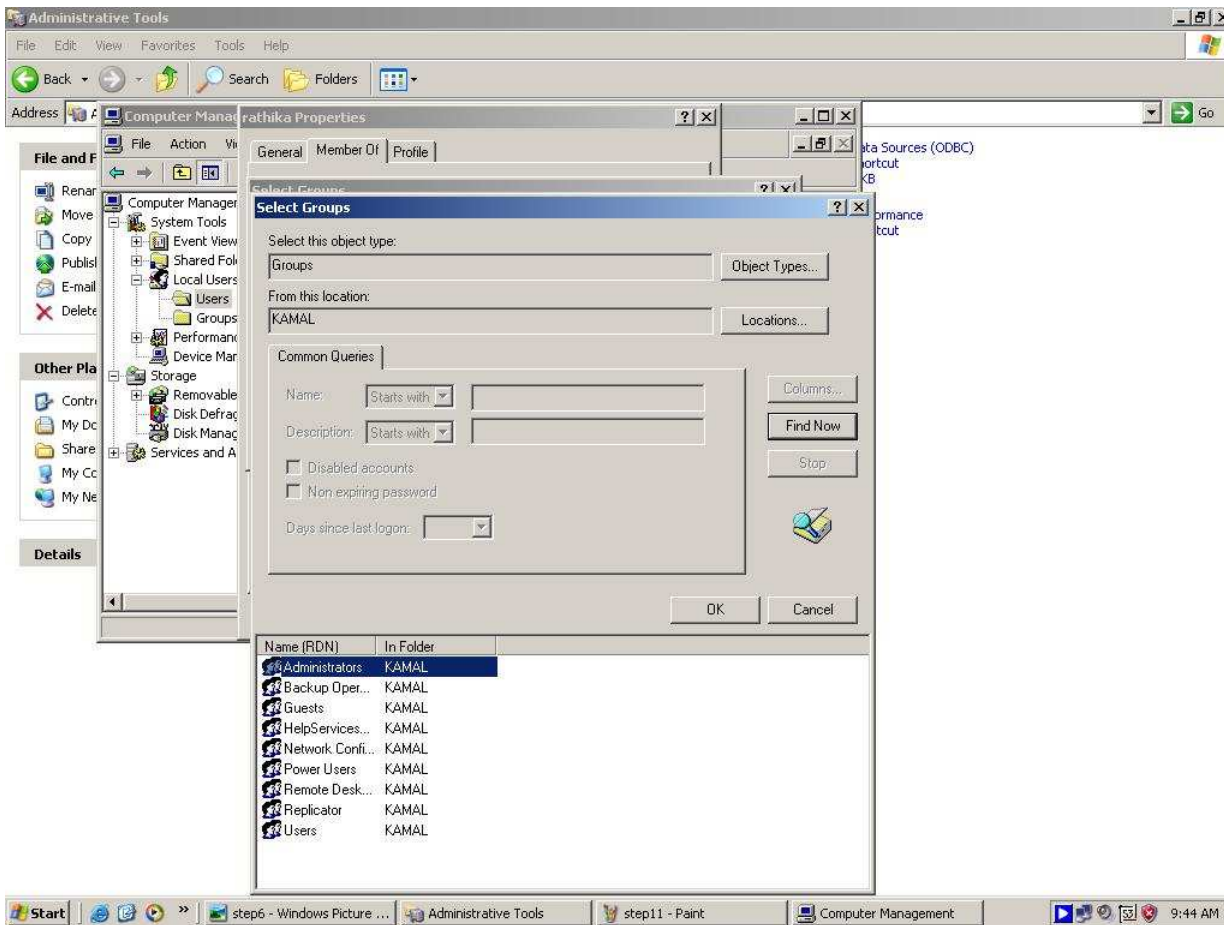 Administrative Tools
File Edit View Favorites Tools Help
Back Search Folders
Address Go
File and F
Renar
Move
Copy
Publisl
E-mail
Delete
Other Pla
Contr
My Do
Share
My Co
My Ne
Details
Computer Manag
File Action Vi
Computer Manager
System Tools
Event View
Shared Fol
Local Users
Users
Groups
Performanc
Device Mar
Storage
Removable
Disk Defrag
Disk Manag
Services and A
rathika Properties
General Member Of Profile
Select Groups
Select Groups
Select this object type:
Groups
Object Types...
From this location:
KAMAL
Locations...
Common Queries
Name: Starts with
Description: Starts with
Disabled accounts
Non expiring password
Days since last logon:
Columns...
Find Now
Stop
OK Cancel
Name (RDN) In Folder
Administrators KAMAL
Backup Oper... KAMAL
Guests KAMAL
HelpServices... KAMAL
Network Confi... KAMAL
Power Users KAMAL
Remote Desk... KAMAL
Replicator KAMAL
Users KAMAL
ata Sources (ODBC)
ortcut
KB
ormance
tcut
Start step6 - Windows Picture ... Administrative Tools step11 - Paint Computer Management 9:44 AM